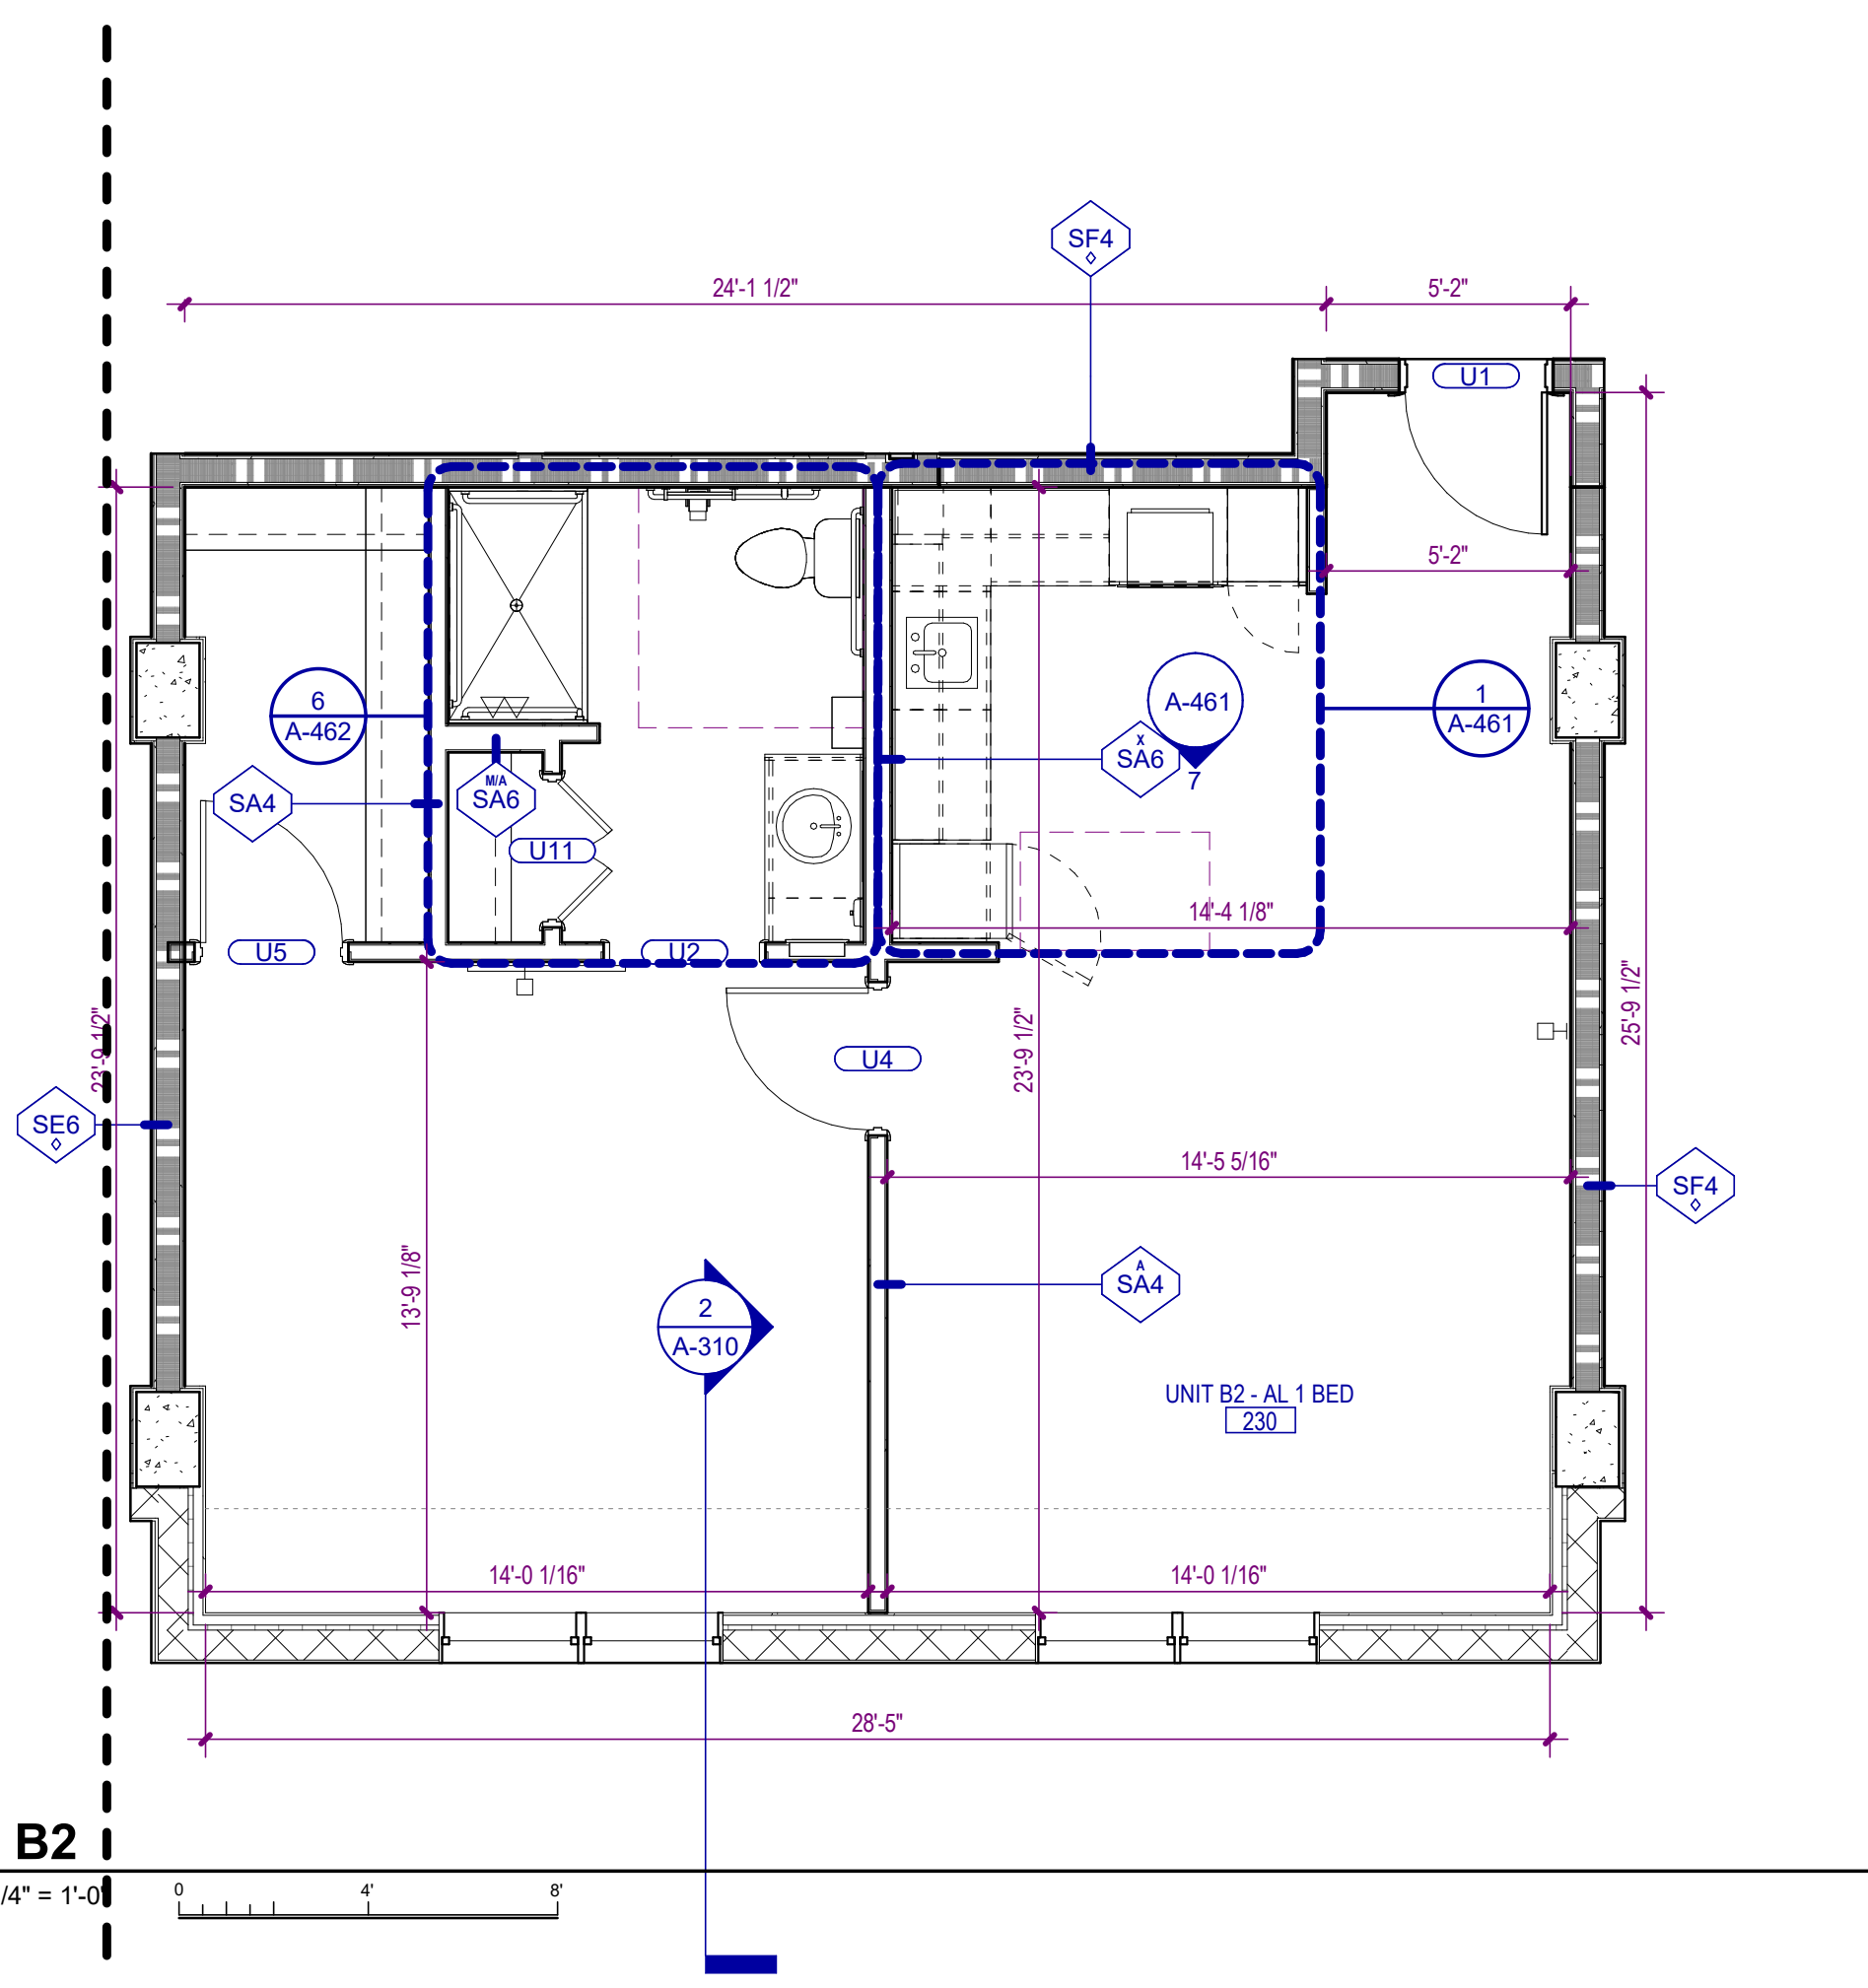 SF4
24'-1 1/2"
5'-2"
U1
5'-2"
6
A-462
A-461
7
1
A-461
X
SA6
SA4
M/A
SA6
U11
14'-4 1/8"
U5
U2
23'-9 1/2"
23'-9 1/2"
25'-9 1/2"
U4
SE6
14'-5 5/16"
SF4
13'-9 1/8"
A
SA4
2
A-310
UNIT B2 - AL 1 BED
230
14'-0 1/16"
14'-0 1/16"
28'-5"
B2
/4" = 1'-0"
0 4' 8'